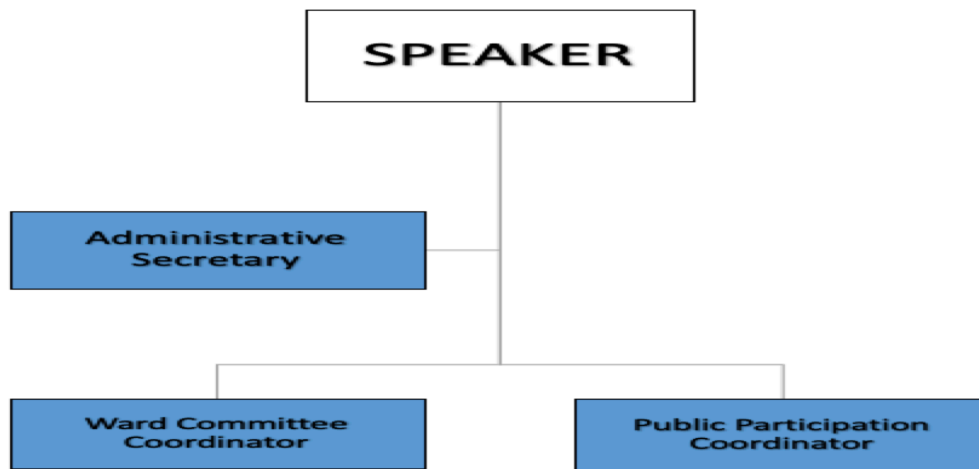 SPEAKER
Administrative
Secretary
Ward Committee
Coordinator
Public Participation
Coordinator